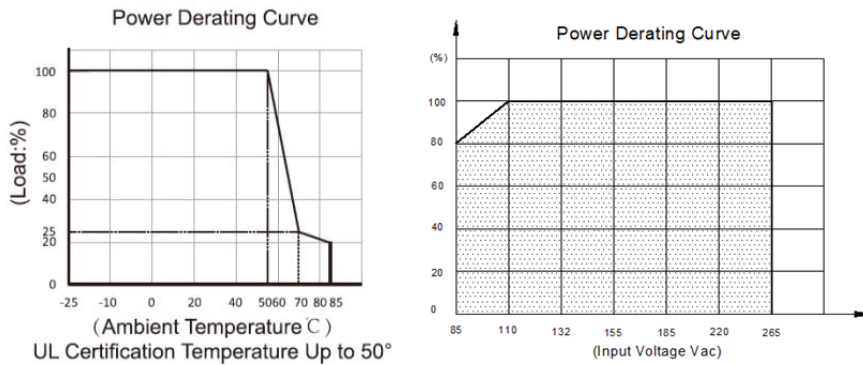 Power Derating Curve
(Load:%)
100
80
60
50
40
25
20
0
-25 -10 0 20 40 5060 70 80 85
(Ambient Temperature℃)
UL Certification Temperature Up to 50°
Power Derating Curve
(%)
100
80
60
40
20
0
85 110 132 155 185 220 265
(Input Voltage Vac)